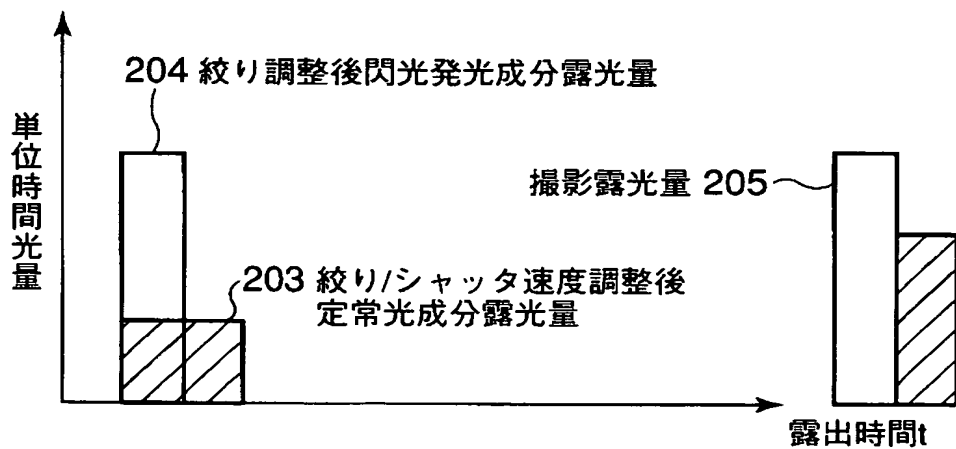 204 絞り調整後閃光発光成分露光量
単位時間光量
撮影露光量 205
203 絞り/シャッタ速度調整後
定常光成分露光量
露出時間t